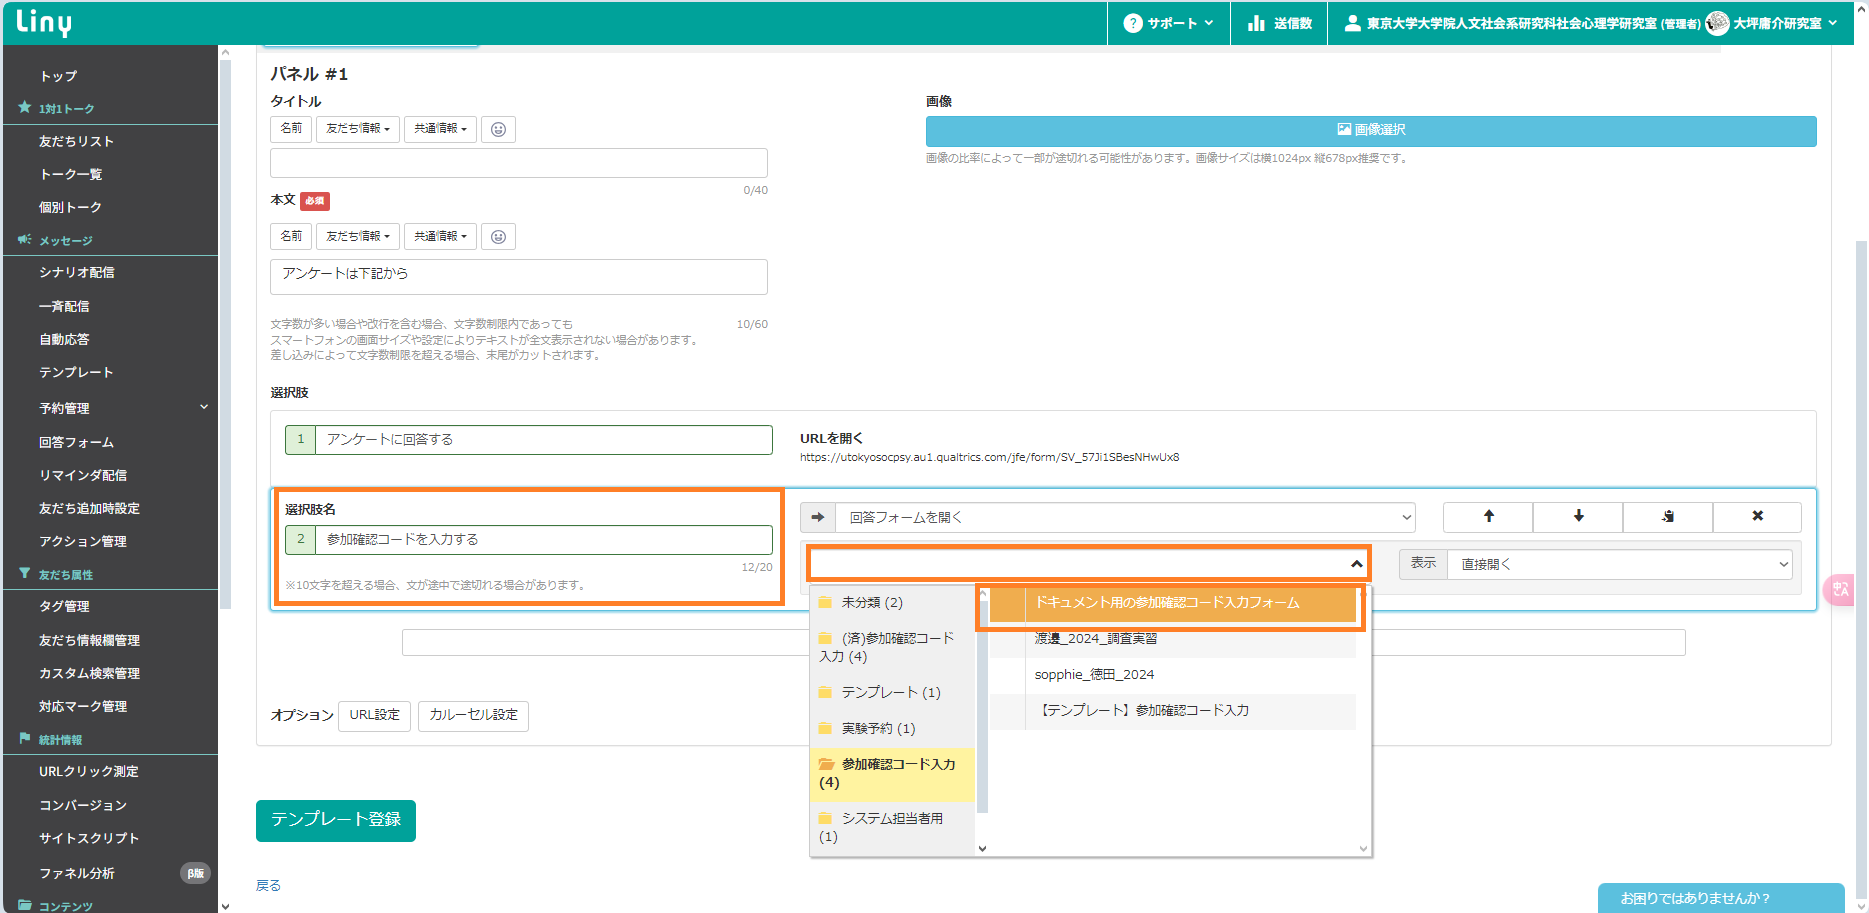 Liny
サポート
送信数
東京大学大学院人文社会系研究科社会心理学研究室 (管理者)
大坪庸介研究室
トップ
1対1トーク
友だちリスト
トーク一覧
個別トーク
メッセージ
シナリオ配信
一斉配信
自動応答
テンプレート
予約管理
回答フォーム
リマインダ配信
友だち追加時設定
アクション管理
友だち属性
タグ管理
友だち情報欄管理
カスタム検索管理
対応マーク管理
統計情報
URLクリック測定
コンバージョン
サイトスクリプト
ファネル分析 β版
コンテンツ
パネル #1
タイトル
名前 友だち情報 共通情報
0/40
画像
画像選択
画像の比率によって一部が途切れる可能性があります。画像サイズは横1024px 縦678px推奨です。
本文 必須
名前 友だち情報 共通情報
アンケートは下記から
文字数が多い場合や改行を含む場合、文字数制限内であっても
10/60
スマートフォンの画面サイズや設定によりテキストが全文表示されない場合があります。
差し込みによって文字数制限を超える場合、末尾がカットされます。
選択肢
1 アンケートに回答する
URLを開く
https://utokyosocpsy.au1.qualtrics.com/jfe/form/SV_57Ji1SBesNHwUx8
選択肢名
2 参加確認コードを入力する
12/20
※10文字を超える場合、文が途中で途切れる場合があります。
回答フォームを開く
表示 直接開く
未分類 (2)
(済)参加確認コード
入力 (4)
テンプレート (1)
実験予約 (1)
参加確認コード入力
(4)
システム担当者用
(1)
ドキュメント用の参加確認コード入力フォーム
渡邊_2024_調査実習
sopphie_徳田_2024
【テンプレート】参加確認コード入力
オプション URL設定 カルーセル設定
テンプレート登録
戻る
お困りではありませんか？